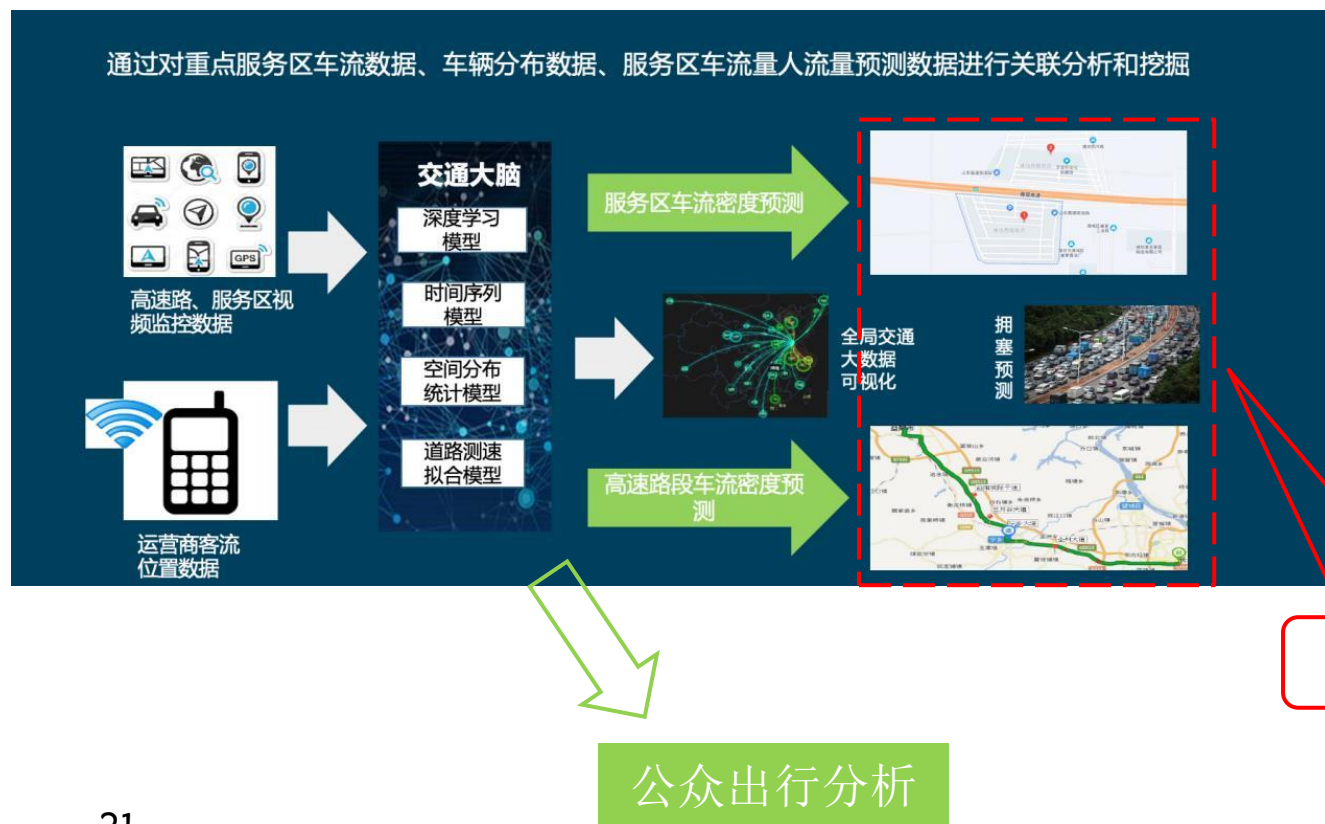 通过对重点服务区车流数据、车辆分布数据、服务区车流量人流量预测数据进行关联分析和挖掘
GPS
高速路、服务区视
频监控数据
运营商客流
位置数据
交通大脑
深度学习
模型
时间序列
模型
空间分布
统计模型
道路测速
拟合模型
服务区车流密度预测
全局交通
大数据
可视化
拥
塞
预
测
高速路段车流密度预
测
公众出行分析
21